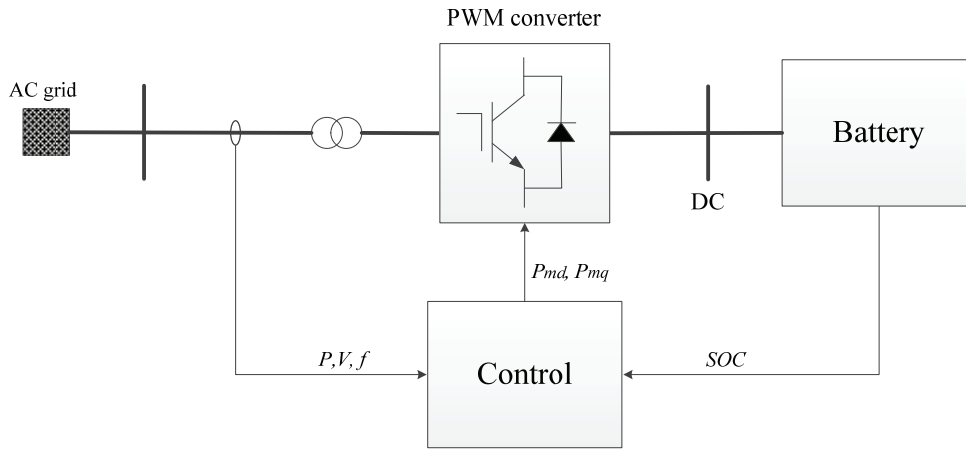 PWM converter
AC grid
Battery
DC
Pmd, Pmq
P,V, f
Control
SOC